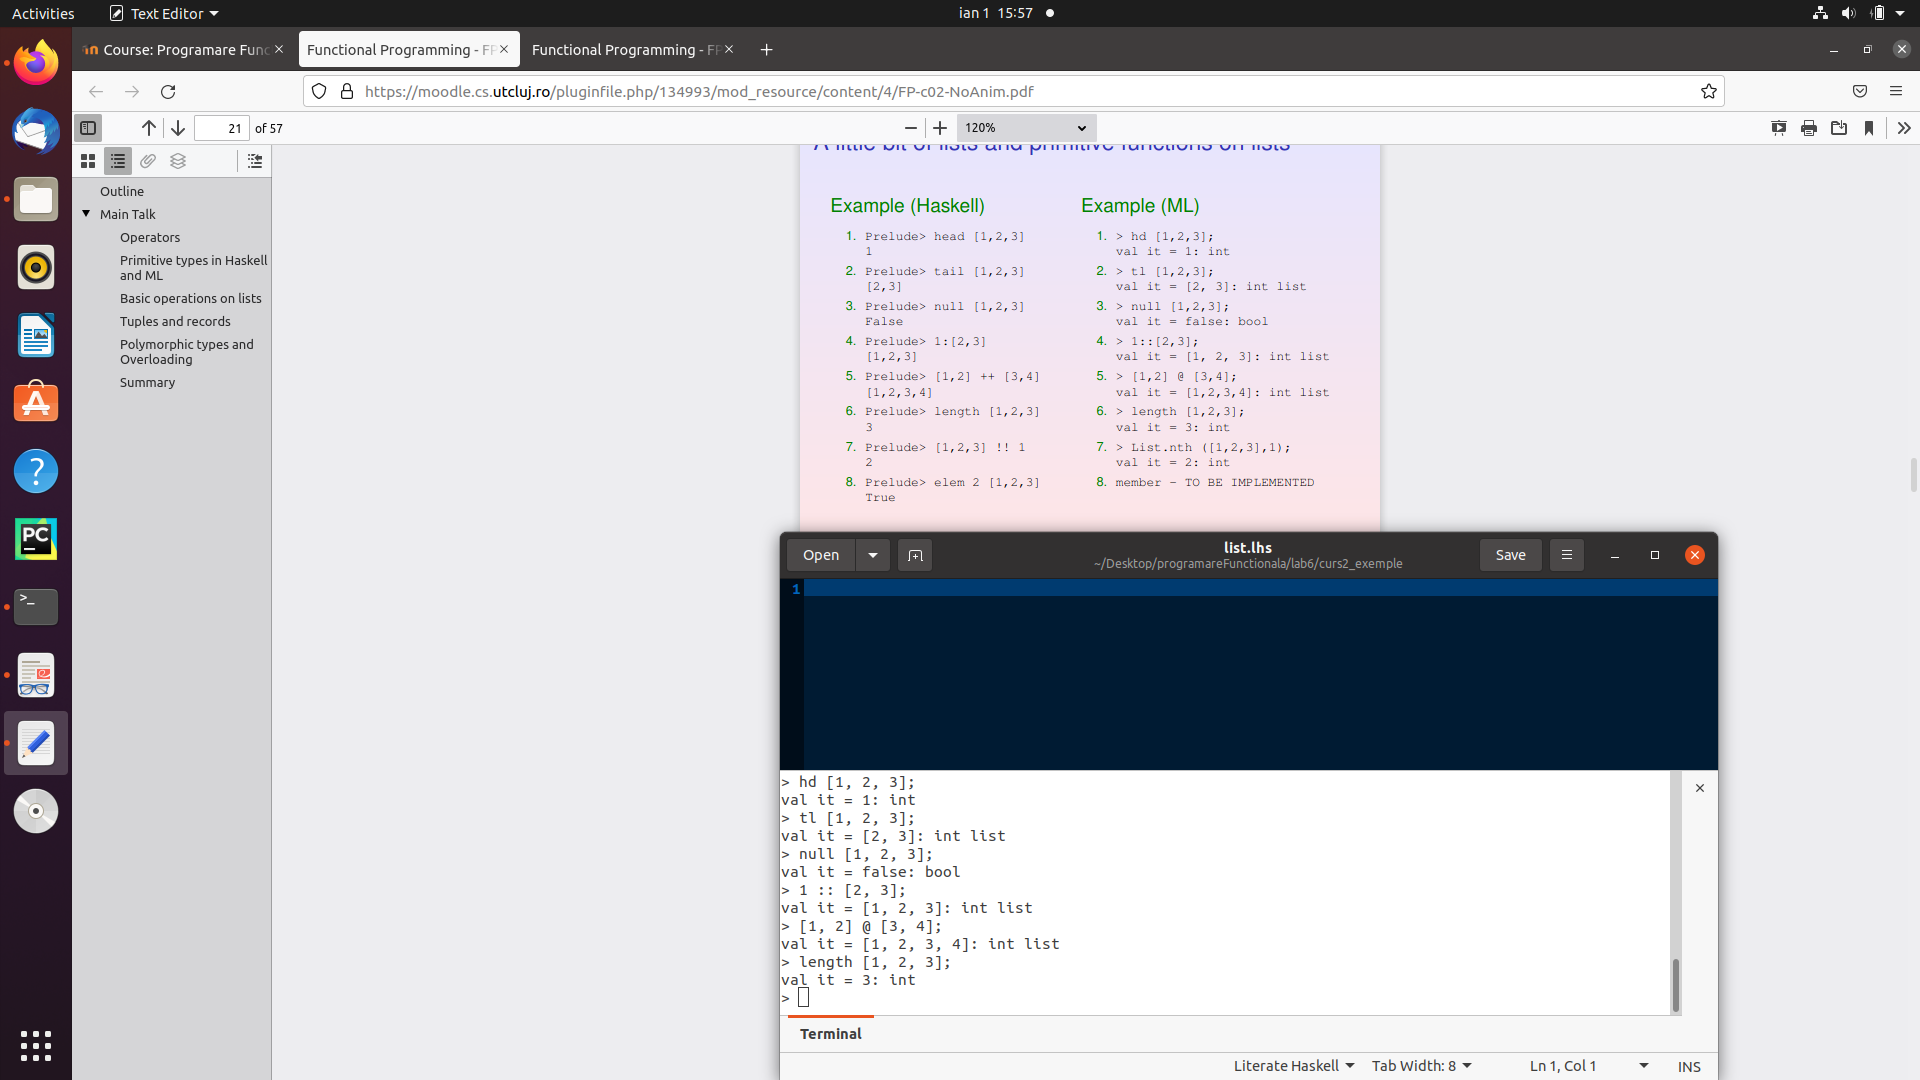 Activities
Text Editor
ian 1 15:57
Course: Programare Func
Functional Programming - FP
Functional Programming - FP
https://moodle.cs.utcluj.ro/pluginfile.php/134993/mod_resource/content/4/FP-c02-NoAnim.pdf
21 of 57
120%
Outline
Main Talk
Operators
Primitive types in Haskell
and ML
Basic operations on lists
Tuples and records
Polymorphic types and
Overloading
Summary
A little bit of lists and primitive functions on lists
Example (Haskell)
1. Prelude> head [1,2,3]
1
2. Prelude> tail [1,2,3]
[2,3]
3. Prelude> null [1,2,3]
False
4. Prelude> 1:[2,3]
[1,2,3]
5. Prelude> [1,2] ++ [3,4]
[1,2,3,4]
6. Prelude> length [1,2,3]
3
7. Prelude> [1,2,3] !! 1
2
8. Prelude> elem 2 [1,2,3]
True
Example (ML)
1. > hd [1,2,3];
val it = 1: int
2. > tl [1,2,3];
val it = [2, 3]: int list
3. > null [1,2,3];
val it = false: bool
4. > 1::[2,3];
val it = [1, 2, 3]: int list
5. > [1,2] @ [3,4];
val it = [1,2,3,4]: int list
6. > length [1,2,3];
val it = 3: int
7. > List.nth ([1,2,3],1);
val it = 2: int
8. member - TO BE IMPLEMENTED
Open
list.lhs
~/Desktop/programareFunctionala/lab6/curs2_exemple
Save
1
> hd [1, 2, 3];
val it = 1: int
> tl [1, 2, 3];
val it = [2, 3]: int list
> null [1, 2, 3];
val it = false: bool
> 1 :: [2, 3];
val it = [1, 2, 3]: int list
> [1, 2] @ [3, 4];
val it = [1, 2, 3, 4]: int list
> length [1, 2, 3];
val it = 3: int
>
Terminal
Literate Haskell
Tab Width: 8
Ln 1, Col 1
INS
PC